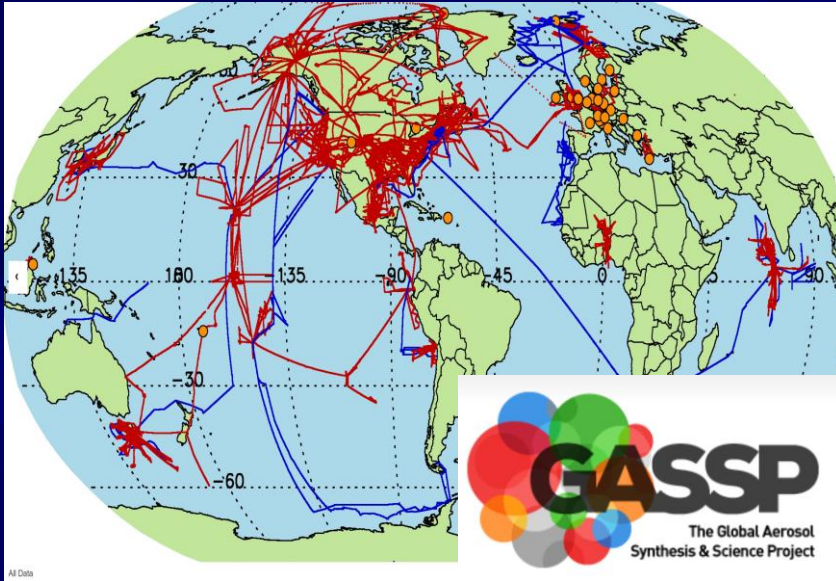 30
135 180 -135 -90 -45 0 90
-30
-60
GASSP
The Global Aerosol
Synthesis & Science Project
All Data